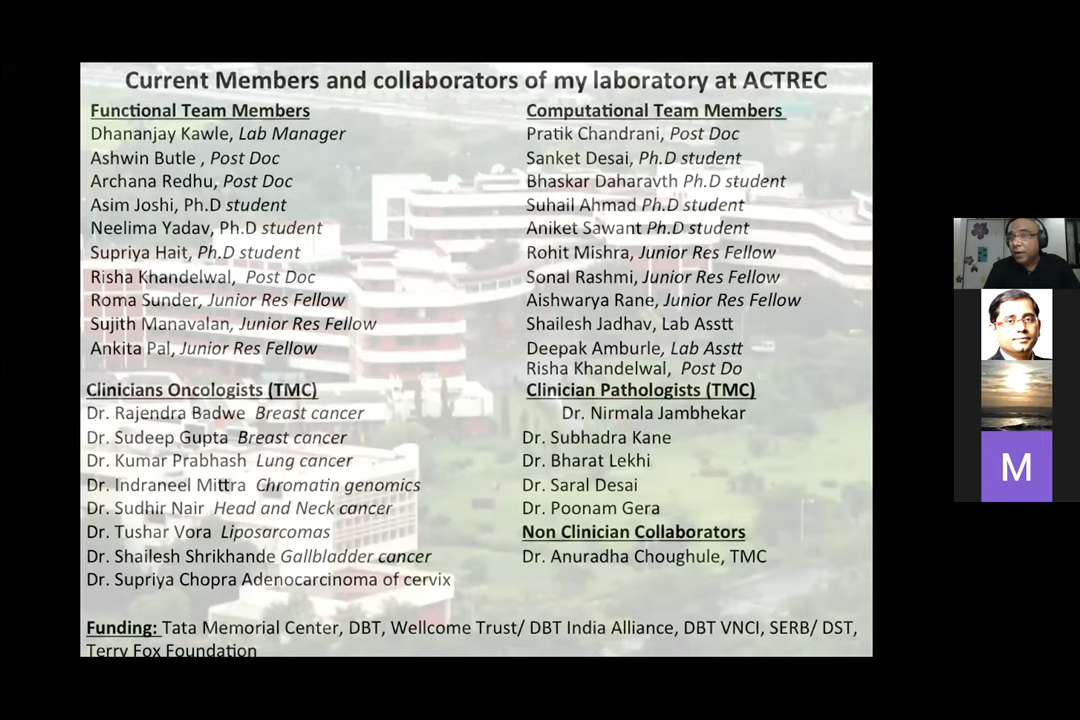 Current Members and collaborators of my laboratory at ACTREC
Functional Team Members
Dhananjay Kawle, Lab Manager
Ashwin Butle , Post Doc
Archana Redhu, Post Doc
Asim Joshi, Ph.D student
Neelima Yadav, Ph.D student
Supriya Hait, Ph.D student
Risha Khandelwal, Post Doc
Roma Sunder, Junior Res Fellow
Sujith Manavalan, Junior Res Fellow
Ankita Pal, Junior Res Fellow
Computational Team Members
Pratik Chandrani, Post Doc
Sanket Desai, Ph.D student
Bhaskar Daharavth Ph.D student
Suhail Ahmad Ph.D student
Aniket Sawant Ph.D student
Rohit Mishra, Junior Res Fellow
Sonal Rashmi, Junior Res Fellow
Aishwarya Rane, Junior Res Fellow
Shailesh Jadhav, Lab Asstt
Deepak Amburle, Lab Asstt
Risha Khandelwal, Post Do
Clinicians Oncologists (TMC)
Dr. Rajendra Badwe Breast cancer
Dr. Sudeep Gupta Breast cancer
Dr. Kumar Prabhash Lung cancer
Dr. Indraneel Mittra Chromatin genomics
Dr. Sudhir Nair Head and Neck cancer
Dr. Tushar Vora Liposarcomas
Dr. Shailesh Shrikhande Gallbladder cancer
Dr. Supriya Chopra Adenocarcinoma of cervix
Clinician Pathologists (TMC)
Dr. Nirmala Jambhekar
Dr. Subhadra Kane
Dr. Bharat Lekhi
Dr. Saral Desai
Dr. Poonam Gera
Non Clinician Collaborators
Dr. Anuradha Choughule, TMC
Funding: Tata Memorial Center, DBT, Wellcome Trust/ DBT India Alliance, DBT VNCI, SERB/ DST,
Terry Fox Foundation
M